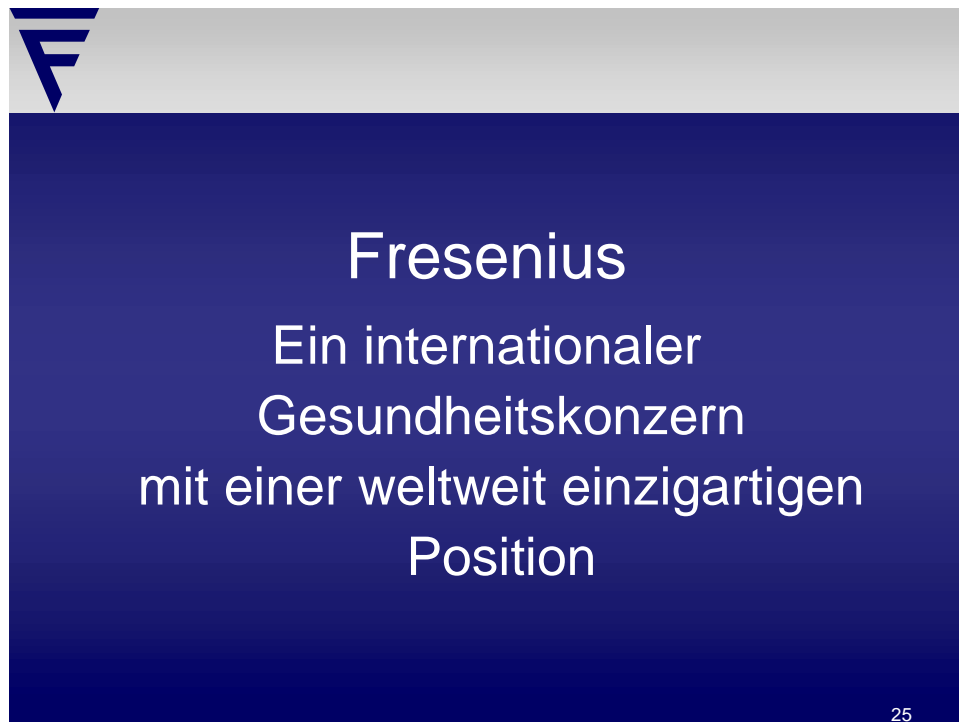 Fresenius
Ein internationaler
Gesundheitskonzern
mit einer weltweit einzigartigen
Position
25